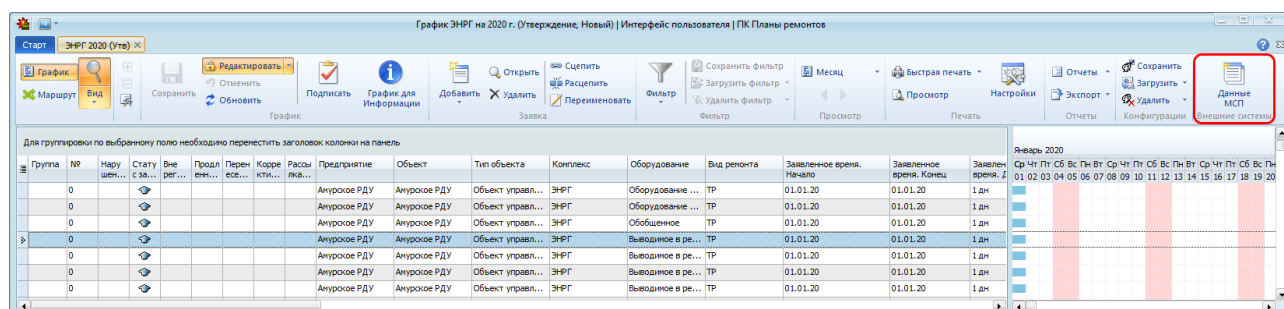 График ЭНРГ на 2020 г. (Утверждение, Новый) | Интерфейс пользователя | ПК Планы ремонтов
Старт ЭНРГ 2020 (Утв)
График Вид Сохранить Редактировать Подписать График для Информации Добавить Открыть Сцепить Фильтр Сохранить фильтр Месяц Быстрая печать Настройки Отчеты Сохранить Данные МСП
Маршрут Отменить Удалить Расцепить Загрузить фильтр Просмотр Экспорт Загрузить
Обновить Переименовать Удалить фильтр Удалить
График Заявка Фильтр Просмотр Печать Отчеты Конфигурации Внешние системы
Для группировки по выбранному полю необходимо переместить заголовок колонки на панель
Январь 2020
Группа № Нару шен... Стату с за... Вне рег... Продл енн... Перен есе... Корре кти... Рассы лка... Предприятие Объект Тип объекта Комплекс Оборудование Вид ремонта Заявленное время. Начало Заявленное время. Конец Заявлен время. Д
Ср Чт Пт Сб Вс Пн Вт Ср Чт Пт Сб Вс Пн Вт Ср Чт Пт Сб Вс Пн
01 02 03 04 05 06 07 08 09 10 11 12 13 14 15 16 17 18 19 20
0 Амурское РДУ Амурское РДУ Объект управл... ЭНРГ Оборудование ... ТР 01.01.20 01.01.20 1 дн
0 Амурское РДУ Амурское РДУ Объект управл... ЭНРГ Оборудование ... ТР 01.01.20 01.01.20 1 дн
0 Амурское РДУ Амурское РДУ Объект управл... ЭНРГ Обобщенное ТР 01.01.20 01.01.20 1 дн
0 Амурское РДУ Амурское РДУ Объект управл... ЭНРГ Выводимое в ре... ТР 01.01.20 01.01.20 1 дн
0 Амурское РДУ Амурское РДУ Объект управл... ЭНРГ Выводимое в ре... ТР 01.01.20 01.01.20 1 дн
0 Амурское РДУ Амурское РДУ Объект управл... ЭНРГ Выводимое в ре... ТР 01.01.20 01.01.20 1 дн
0 Амурское РДУ Амурское РДУ Объект управл... ЭНРГ Выводимое в ре... ТР 01.01.20 01.01.20 1 дн